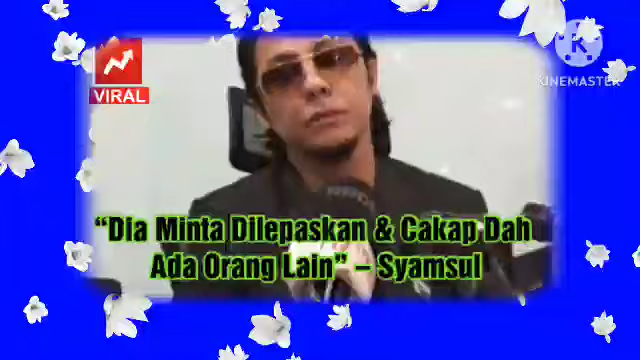 VIRAL
KINEMASTER
“Dia Minta Dilepaskan & Cakap Dah
Ada Orang Lain” – Syamsul